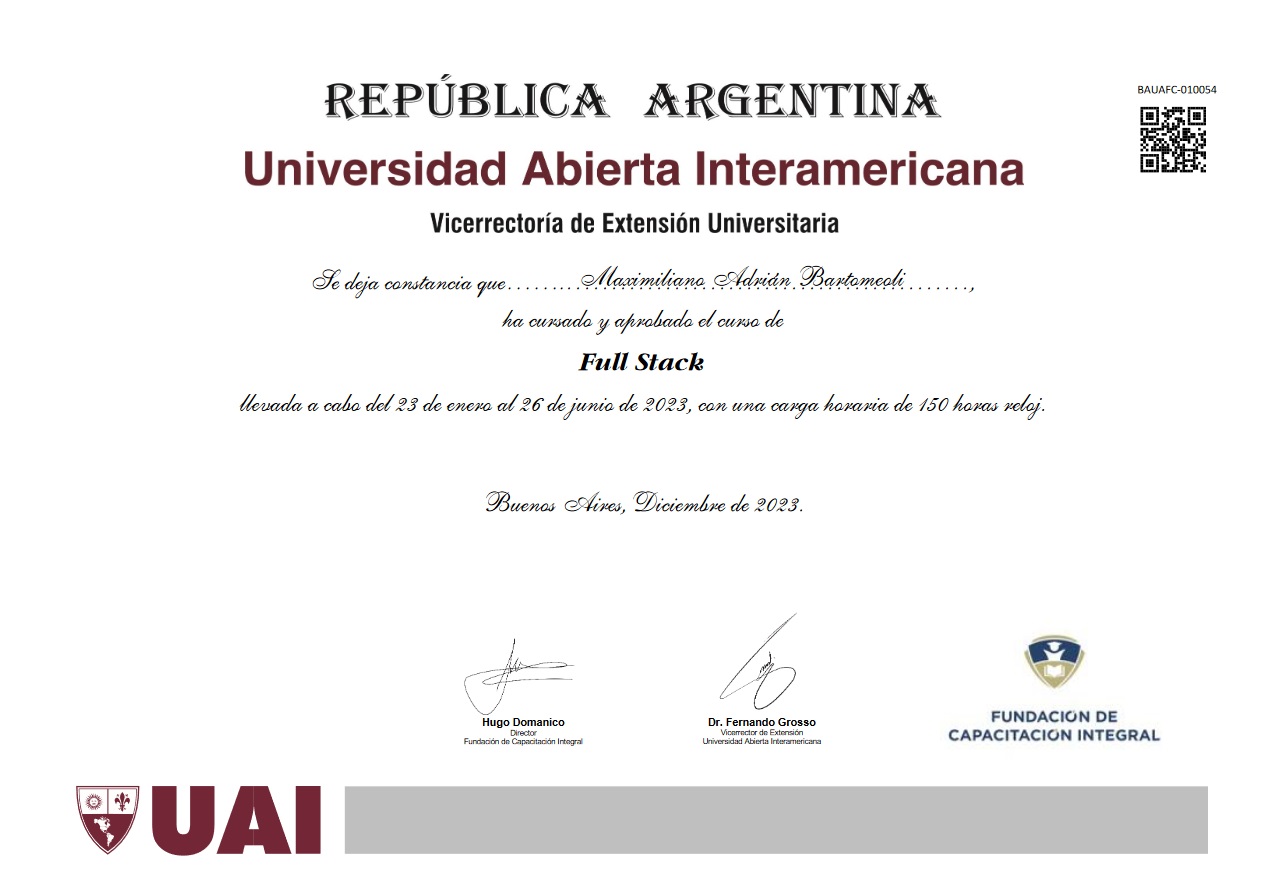 REPÚBLICA ARGENTINA
BAUAFC-010054
Universidad Abierta Interamericana
Vicerrectoría de Extensión Universitaria
Se deja constancia que........Maximiliano Adrián Bartomeoli........,
ha cursado y aprobado el curso de
Full Stack
llevada a cabo del 23 de enero al 26 de junio de 2023, con una carga horaria de 150 horas reloj.
Buenos Aires, Diciembre de 2023.
Hugo Domanico
Director
Fundación de Capacitación Integral
Dr. Fernando Grosso
Vicerrector de Extensión
Universidad Abierta Interamericana
FUNDACIÓN DE
CAPACITACIÓN INTEGRAL
UAI